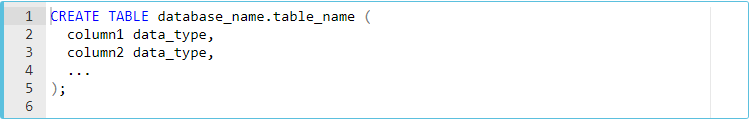 1 CREATE TABLE database_name.table_name (
2   column1 data_type,
3   column2 data_type,
4   ...
5 );
6